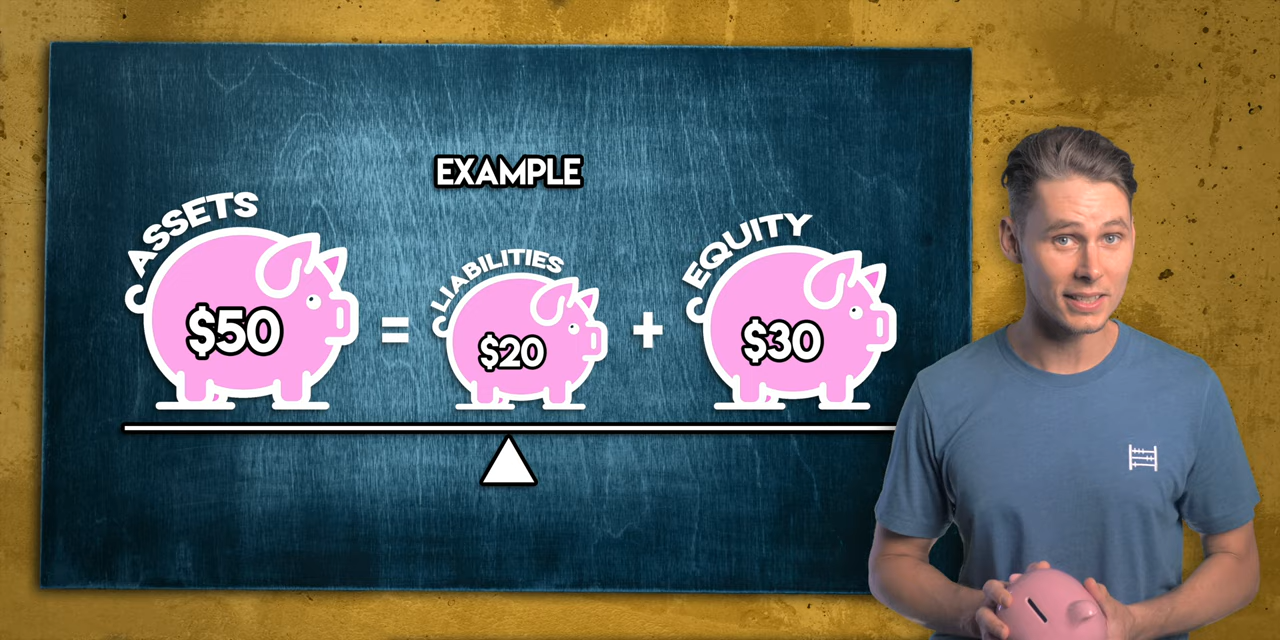 EXAMPLE
ASSETS
LIABILITIES
EQUITY
$50 = $20 + $30